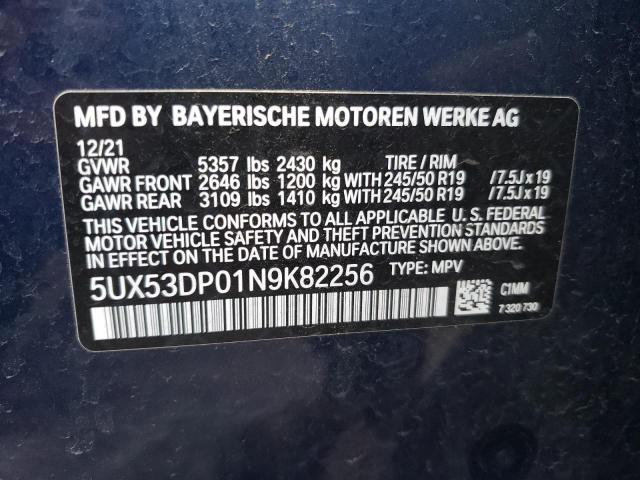 MFD BY BAYERISCHE MOTOREN WERKE AG
12/21
GVWR 5357 lbs 2430 kg TIRE / RIM
GAWR FRONT 2646 lbs 1200 kg WITH 245/50 R19 /7.5J x 19
GAWR REAR 3109 lbs 1410 kg WITH 245/50 R19 /7.5J x 19
THIS VEHICLE CONFORMS TO ALL APPLICABLE U. S. FEDERAL
MOTOR VEHICLE SAFETY AND THEFT PREVENTION STANDARDS
IN EFFECT ON THE DATE OF MANUFACTURE SHOWN ABOVE.
5UX53DP01N9K82256 TYPE: MPV
C1MM
7 320 730